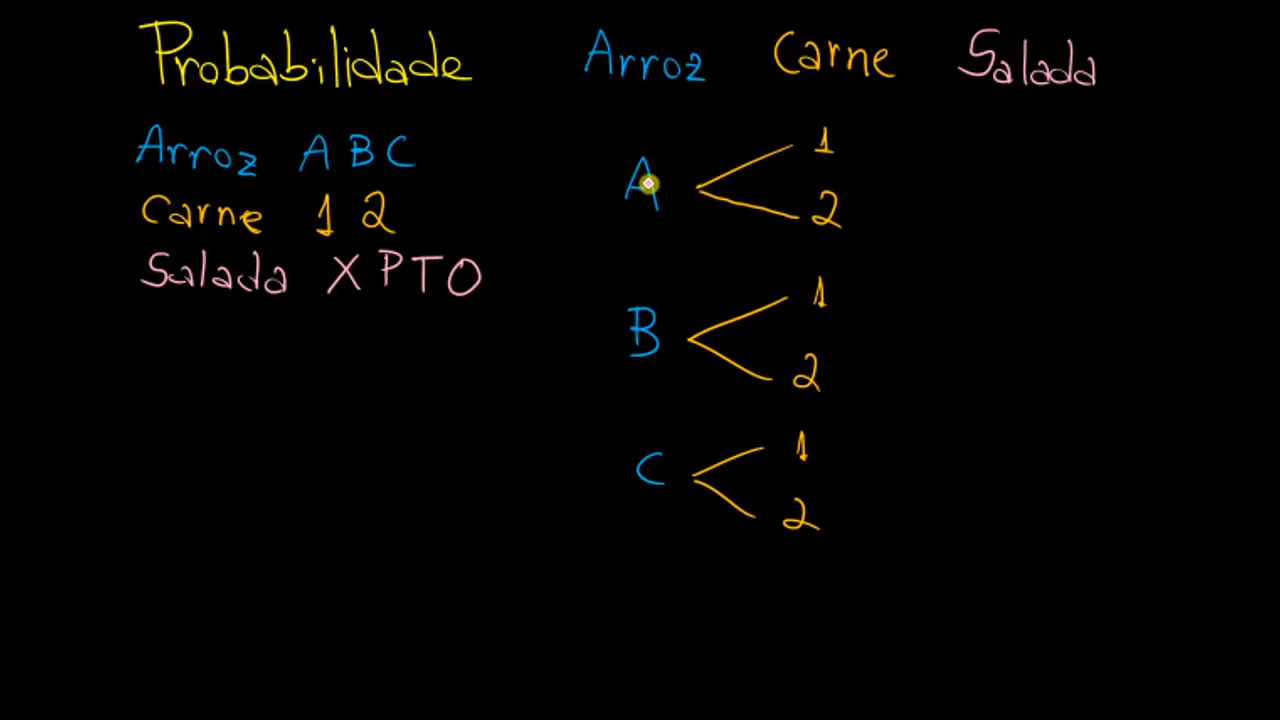 Probabilidade
Arroz A B C
Carne 1 2
Salada X P T O
Arroz Carne Salada
A 1
2
B 1
2
C 1
2